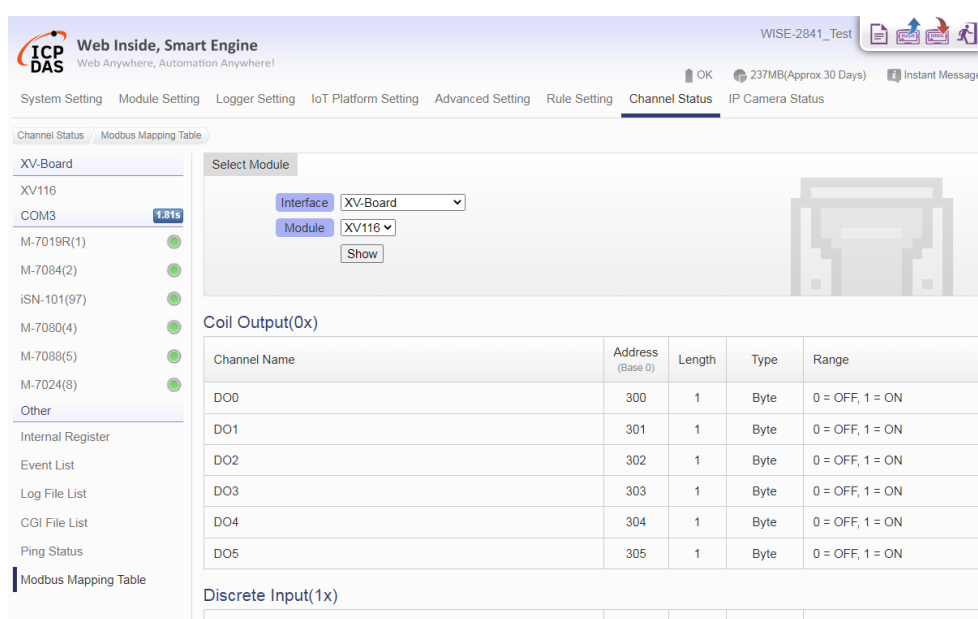 WISE-2841_Test
ICP DAS
Web Inside, Smart Engine
Web Anywhere, Automation Anywhere!
OK 237MB(Approx.30 Days) Instant Message
System Setting Module Setting Logger Setting IoT Platform Setting Advanced Setting Rule Setting Channel Status IP Camera Status
Channel Status Modbus Mapping Table
XV-Board
XV116
COM3 1.81s
M-7019R(1)
M-7084(2)
iSN-101(97)
M-7080(4)
M-7088(5)
M-7024(8)
Other
Internal Register
Event List
Log File List
CGI File List
Ping Status
Modbus Mapping Table
Select Module
Interface XV-Board
Module XV116
Show
Coil Output(0x)
Channel Name Address (Base 0) Length Type Range
DO0 300 1 Byte 0 = OFF, 1 = ON
DO1 301 1 Byte 0 = OFF, 1 = ON
DO2 302 1 Byte 0 = OFF, 1 = ON
DO3 303 1 Byte 0 = OFF, 1 = ON
DO4 304 1 Byte 0 = OFF, 1 = ON
DO5 305 1 Byte 0 = OFF, 1 = ON
Discrete Input(1x)